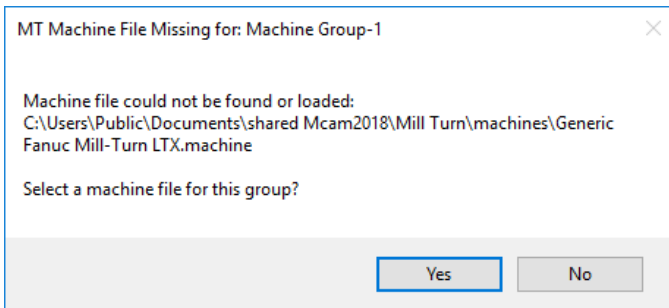 MT Machine File Missing for: Machine Group-1
Machine file could not be found or loaded:
C:\Users\Public\Documents\shared Mcam2018\Mill Turn\machines\Generic
Fanuc Mill-Turn LTX.machine
Select a machine file for this group?
Yes
No